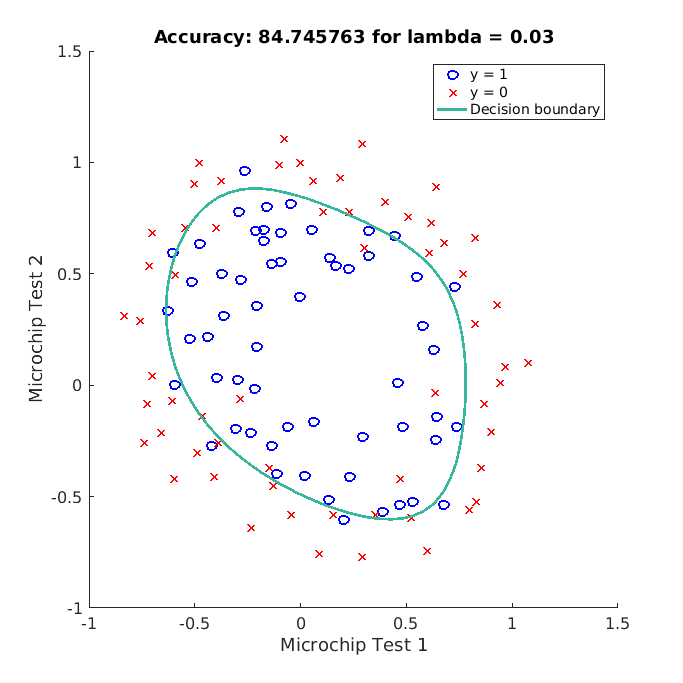 Accuracy: 84.745763 for lambda = 0.03
1.5
y = 1
y = 0
Decision boundary
1
0.5
Microchip Test 2
0
-0.5
-1
-1 -0.5 0 0.5 1 1.5
Microchip Test 1